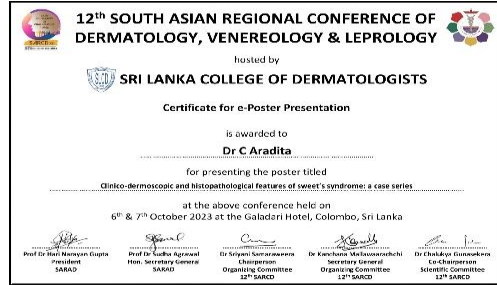 12th SOUTH ASIAN REGIONAL CONFERENCE OF
DERMATOLOGY, VENEREOLOGY & LEPROLOGY
hosted by
SRI LANKA COLLEGE OF DERMATOLOGISTS
Certificate for e-Poster Presentation
is awarded to
Dr C Aradita
for presenting the poster titled
Clinico-dermoscopic and histopathological features of sweet's syndrome: a case series
at the above conference held on
6th & 7th October 2023 at the Galadari Hotel, Colombo, Sri Lanka
Prof Dr Hari Narayan Gupta
President
SARAD
Prof Dr Sudha Agrawal
Hon. Secretary General
SARAD
Dr Sriyani Samaraweera
Chairperson
Organizing Committee
12th SARAD
Dr Kanchana Mallawaarachchi
Secretary General
Organizing Committee
12th SARAD
Dr Chalukya Gunasekera
Co-Chairperson
Scientific Committee
12th SARAD